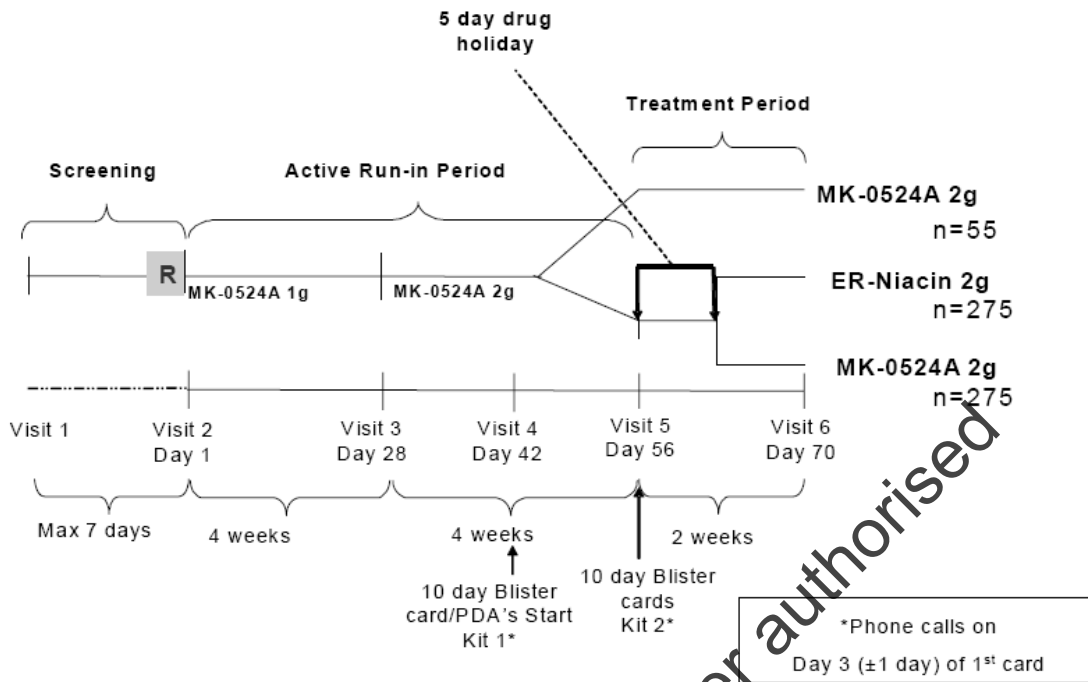 5 day drug
holiday
Treatment Period
Screening
Active Run-in Period
MK-0524A 2g
n=55
R
MK-0524A 1g
MK-0524A 2g
ER-Niacin 2g
n=275
MK-0524A 2g
n=275
Visit 1
Visit 2
Day 1
Visit 3
Day 28
Visit 4
Day 42
Visit 5
Day 56
Visit 6
Day 70
Max 7 days
4 weeks
4 weeks
2 weeks
10 day Blister
card/PDA's Start
Kit 1*
10 day Blister
cards
Kit 2*
*Phone calls on
Day 3 (±1 day) of 1st card
authorised